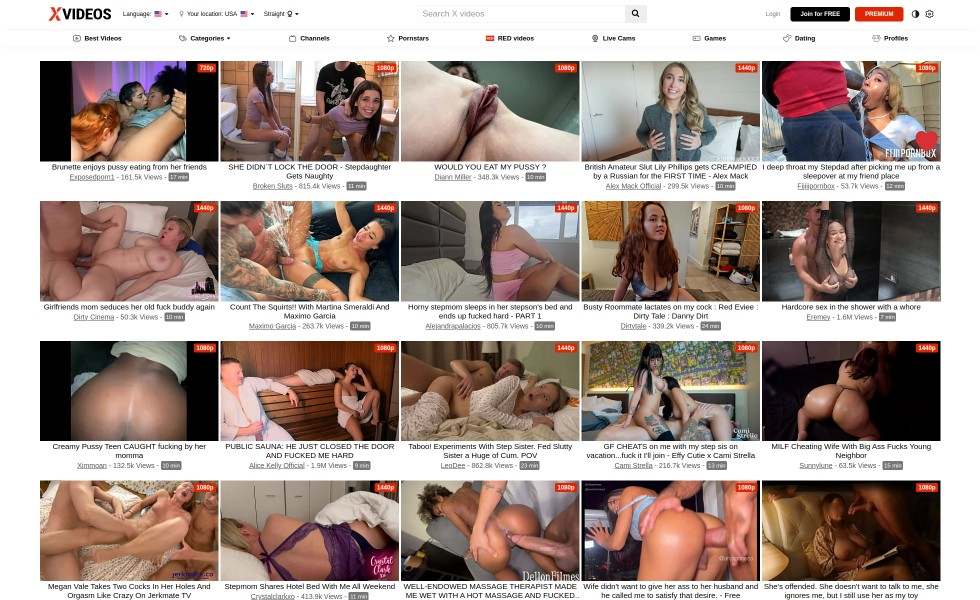 XVIDEOS
Language:
Your location: USA
Straight
Search X videos
Login
Join for FREE
PREMIUM
Best Videos
Categories
Channels
Pornstars
RED videos
Live Cams
Games
Dating
Profiles
720p
1080p
1080p
1440p
1080p
FIJIIPORNBOX
Brunette enjoys pussy eating from her friends
Exposedporn1 - 161.5k Views - 17 min
SHE DIDN´T LOCK THE DOOR - Stepdaughter
Gets Naughty
Broken Sluts - 815.4k Views - 11 min
WOULD YOU EAT MY PUSSY ?
Diann Miller - 348.3k Views - 10 min
British Amateur Slut Lily Phillips gets CREAMPIED
by a Russian for the FIRST TIME - Alex Mack
Alex Mack Official - 299.5k Views - 10 min
I deep throat my Stepdad after picking me up from a
sleepover at my friend place
Fijiiipornbox - 53.7k Views - 12 min
1440p
1440p
1440p
1080p
1440p
Girlfriends mom seduces her old fuck buddy again
Dirty Cinema - 50.3k Views - 10 min
Count The Squirts!! With Martina Smeraldi And
Maximo Garcia
Maximo Garcia - 263.7k Views - 10 min
Horny stepmom sleeps in her stepson's bed and
ends up fucked hard - PART 1
Alejandrapalacios - 805.7k Views - 10 min
Busty Roommate lactates on my cock : Red Eviee :
Dirty Tale : Danny Dirt
Dirtytale - 339.2k Views - 24 min
Hardcore sex in the shower with a whore
Eremey - 1.6M Views - 7 min
1080p
1080p
1440p
1080p
1440p
Cami
Strella
Creamy Pussy Teen CAUGHT fucking by her
momma
Ximmoan - 132.5k Views - 10 min
PUBLIC SAUNA: HE JUST CLOSED THE DOOR
AND FUCKED ME HARD
Alice Kelly Official - 1.9M Views - 9 min
Taboo! Experiments With Step Sister. Fed Slutty
Sister a Huge of Cum. POV
LeoDee - 862.8k Views - 23 min
GF CHEATS on me with my step sis on
vacation...fuck it I'll join - Effy Cutie x Cami Strella
Cami Strella - 216.7k Views - 13 min
MILF Cheating Wife With Big Ass Fucks Young
Neighbor
Sunnylune - 63.5k Views - 15 min
1080p
1440p
1080p
1080p
1080p
Crystal
Clark
xo
DellonFilmes
Megan Vale Takes Two Cocks In Her Holes And
Orgasm Like Crazy On Jerkmate TV
Stepmom Shares Hotel Bed With Me All Weekend
Crystalclarkxo - 413.9k Views - 11 min
WELL-ENDOWED MASSAGE THERAPIST MADE
ME WET WITH A HOT MASSAGE AND FUCKED..
Wife didn't want to give her ass to her husband and
he called me to satisfy that desire. - Free
She's offended. She doesn't want to talk to me, she
ignores me, but I still use her as my toy